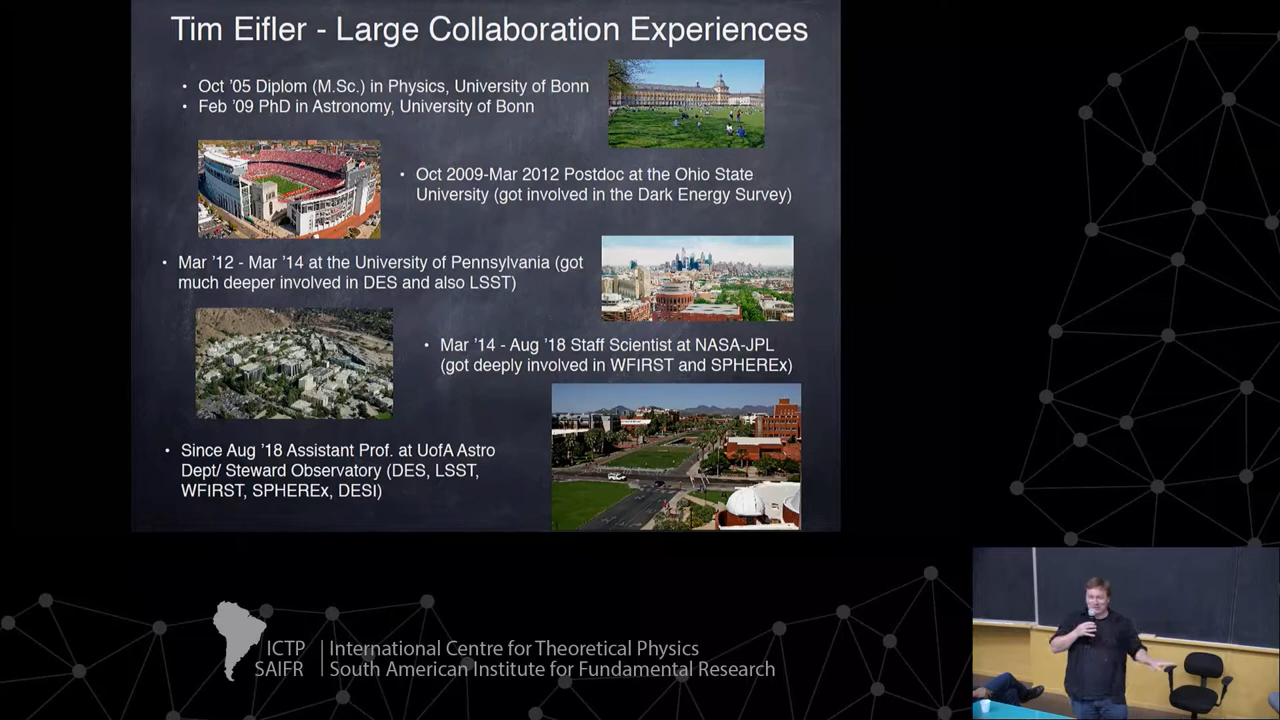 Tim Eifler - Large Collaboration Experiences
• Oct '05 Diplom (M.Sc.) in Physics, University of Bonn
• Feb '09 PhD in Astronomy, University of Bonn
• Oct 2009-Mar 2012 Postdoc at the Ohio State
University (got involved in the Dark Energy Survey)
• Mar '12 - Mar '14 at the University of Pennsylvania (got
much deeper involved in DES and also LSST)
• Mar '14 - Aug '18 Staff Scientist at NASA-JPL
(got deeply involved in WFIRST and SPHEREx)
• Since Aug '18 Assistant Prof. at UofA Astro
Dept/ Steward Observatory (DES, LSST,
WFIRST, SPHEREx, DESI)
ICTP | International Centre for Theoretical Physics
SAIFR | South American Institute for Fundamental Research